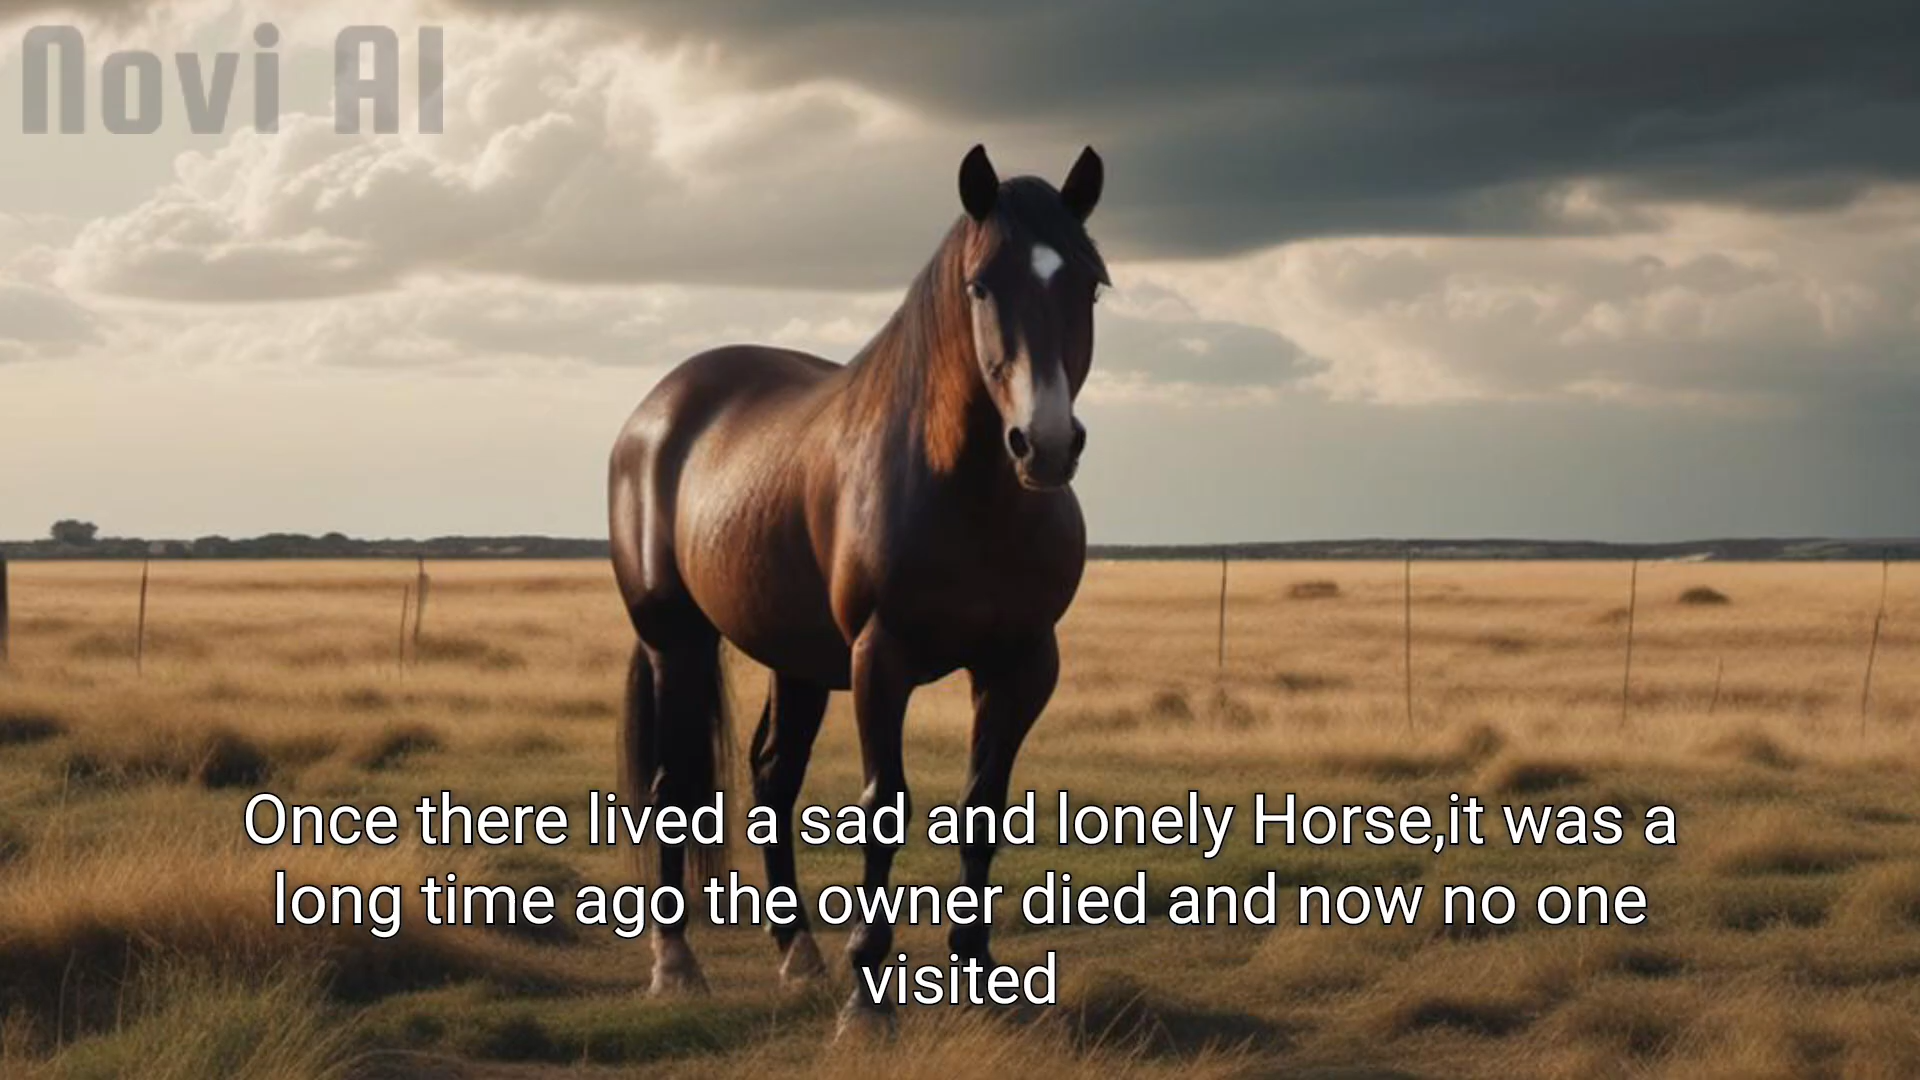 Novi AI
Once there lived a sad and lonely Horse,it was a
long time ago the owner died and now no one
visited